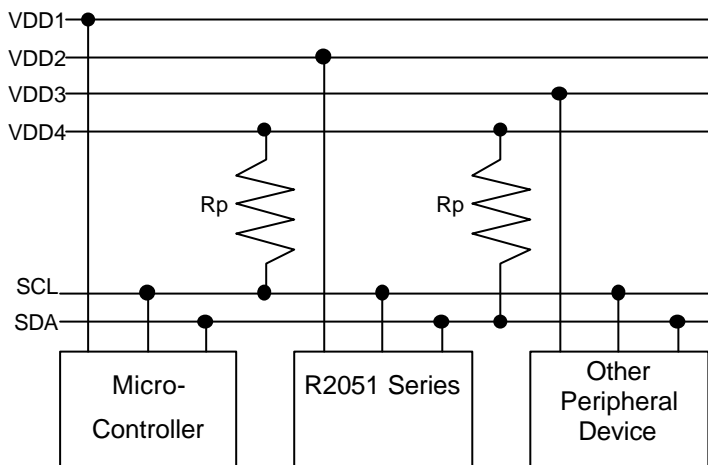 VDD1
VDD2
VDD3
VDD4
Rp
Rp
SCL
SDA
Micro-
Controller
R2051 Series
Other
Peripheral
Device